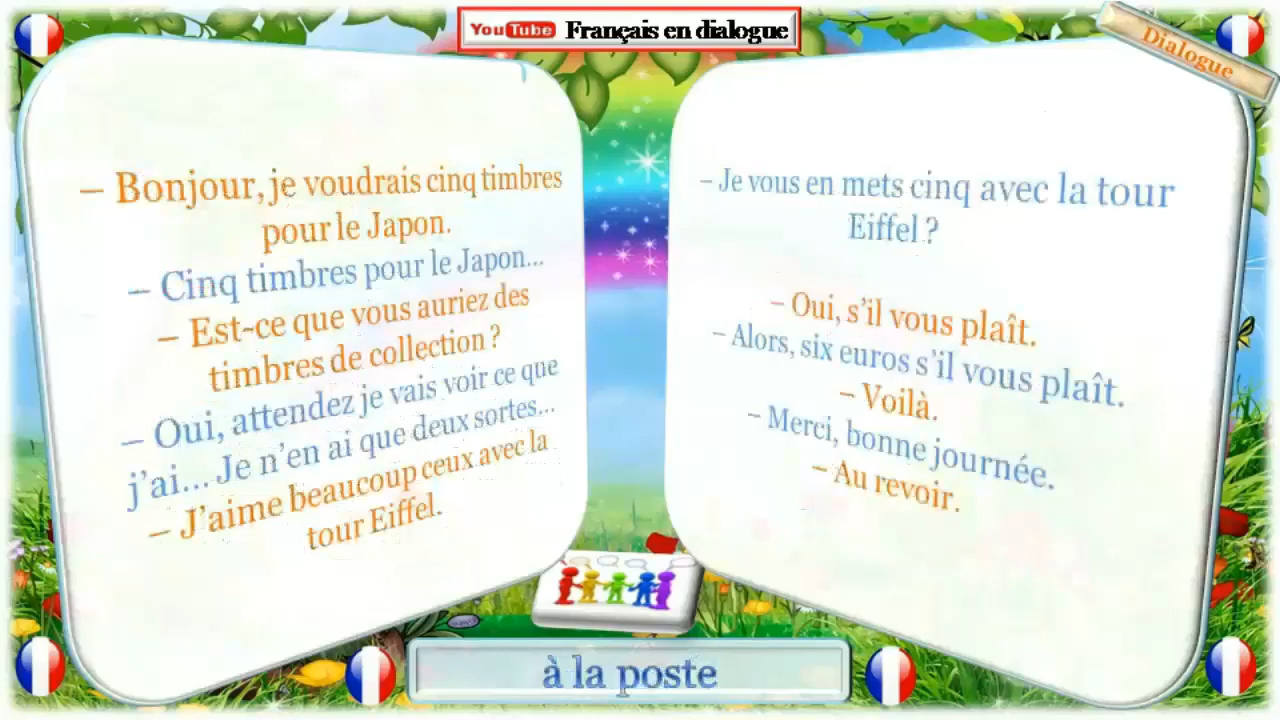 YouTube Français en dialogue
Dialogue
– Bonjour, je voudrais cinq timbres
pour le Japon.
– Cinq timbres pour le Japon...
– Est-ce que vous auriez des
timbres de collection ?
– Oui, attendez je vais voir ce que
j’ai... Je n’en ai que deux sortes...
– J’aime beaucoup ceux avec la
tour Eiffel.
– Je vous en mets cinq avec la tour
Eiffel ?
– Oui, s’il vous plaît.
– Alors, six euros s’il vous plaît.
– Voilà.
– Merci, bonne journée.
– Au revoir.
à la poste